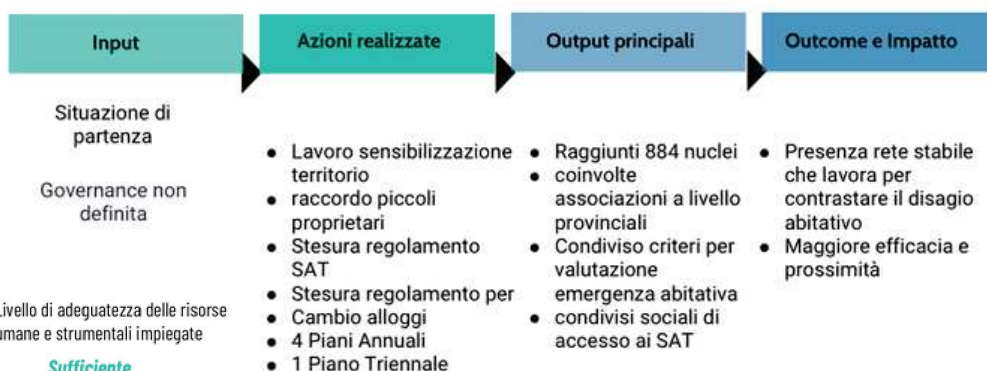 Input
Azioni realizzate
Output principali
Outcome e Impatto
Situazione di
partenza
Governance non
definita
Livello di adeguatezza delle risorse
umane e strumentali impiegate
Sufficiente
● Lavoro sensibilizzazione
territorio
● raccordo piccoli
proprietari
● Stesura regolamento
SAT
● Stesura regolamento per
● Cambio alloggi
● 4 Piani Annuali
● 1 Piano Triennale
● Raggiunti 884 nuclei
● coinvolte
associazioni a livello
provinciali
● Condiviso criteri per
valutazione
emergenza abitativa
● condivisi sociali di
accesso ai SAT
● Presenza rete stabile
che lavora per
contrastare il disagio
abitativo
● Maggiore efficacia e
prossimità